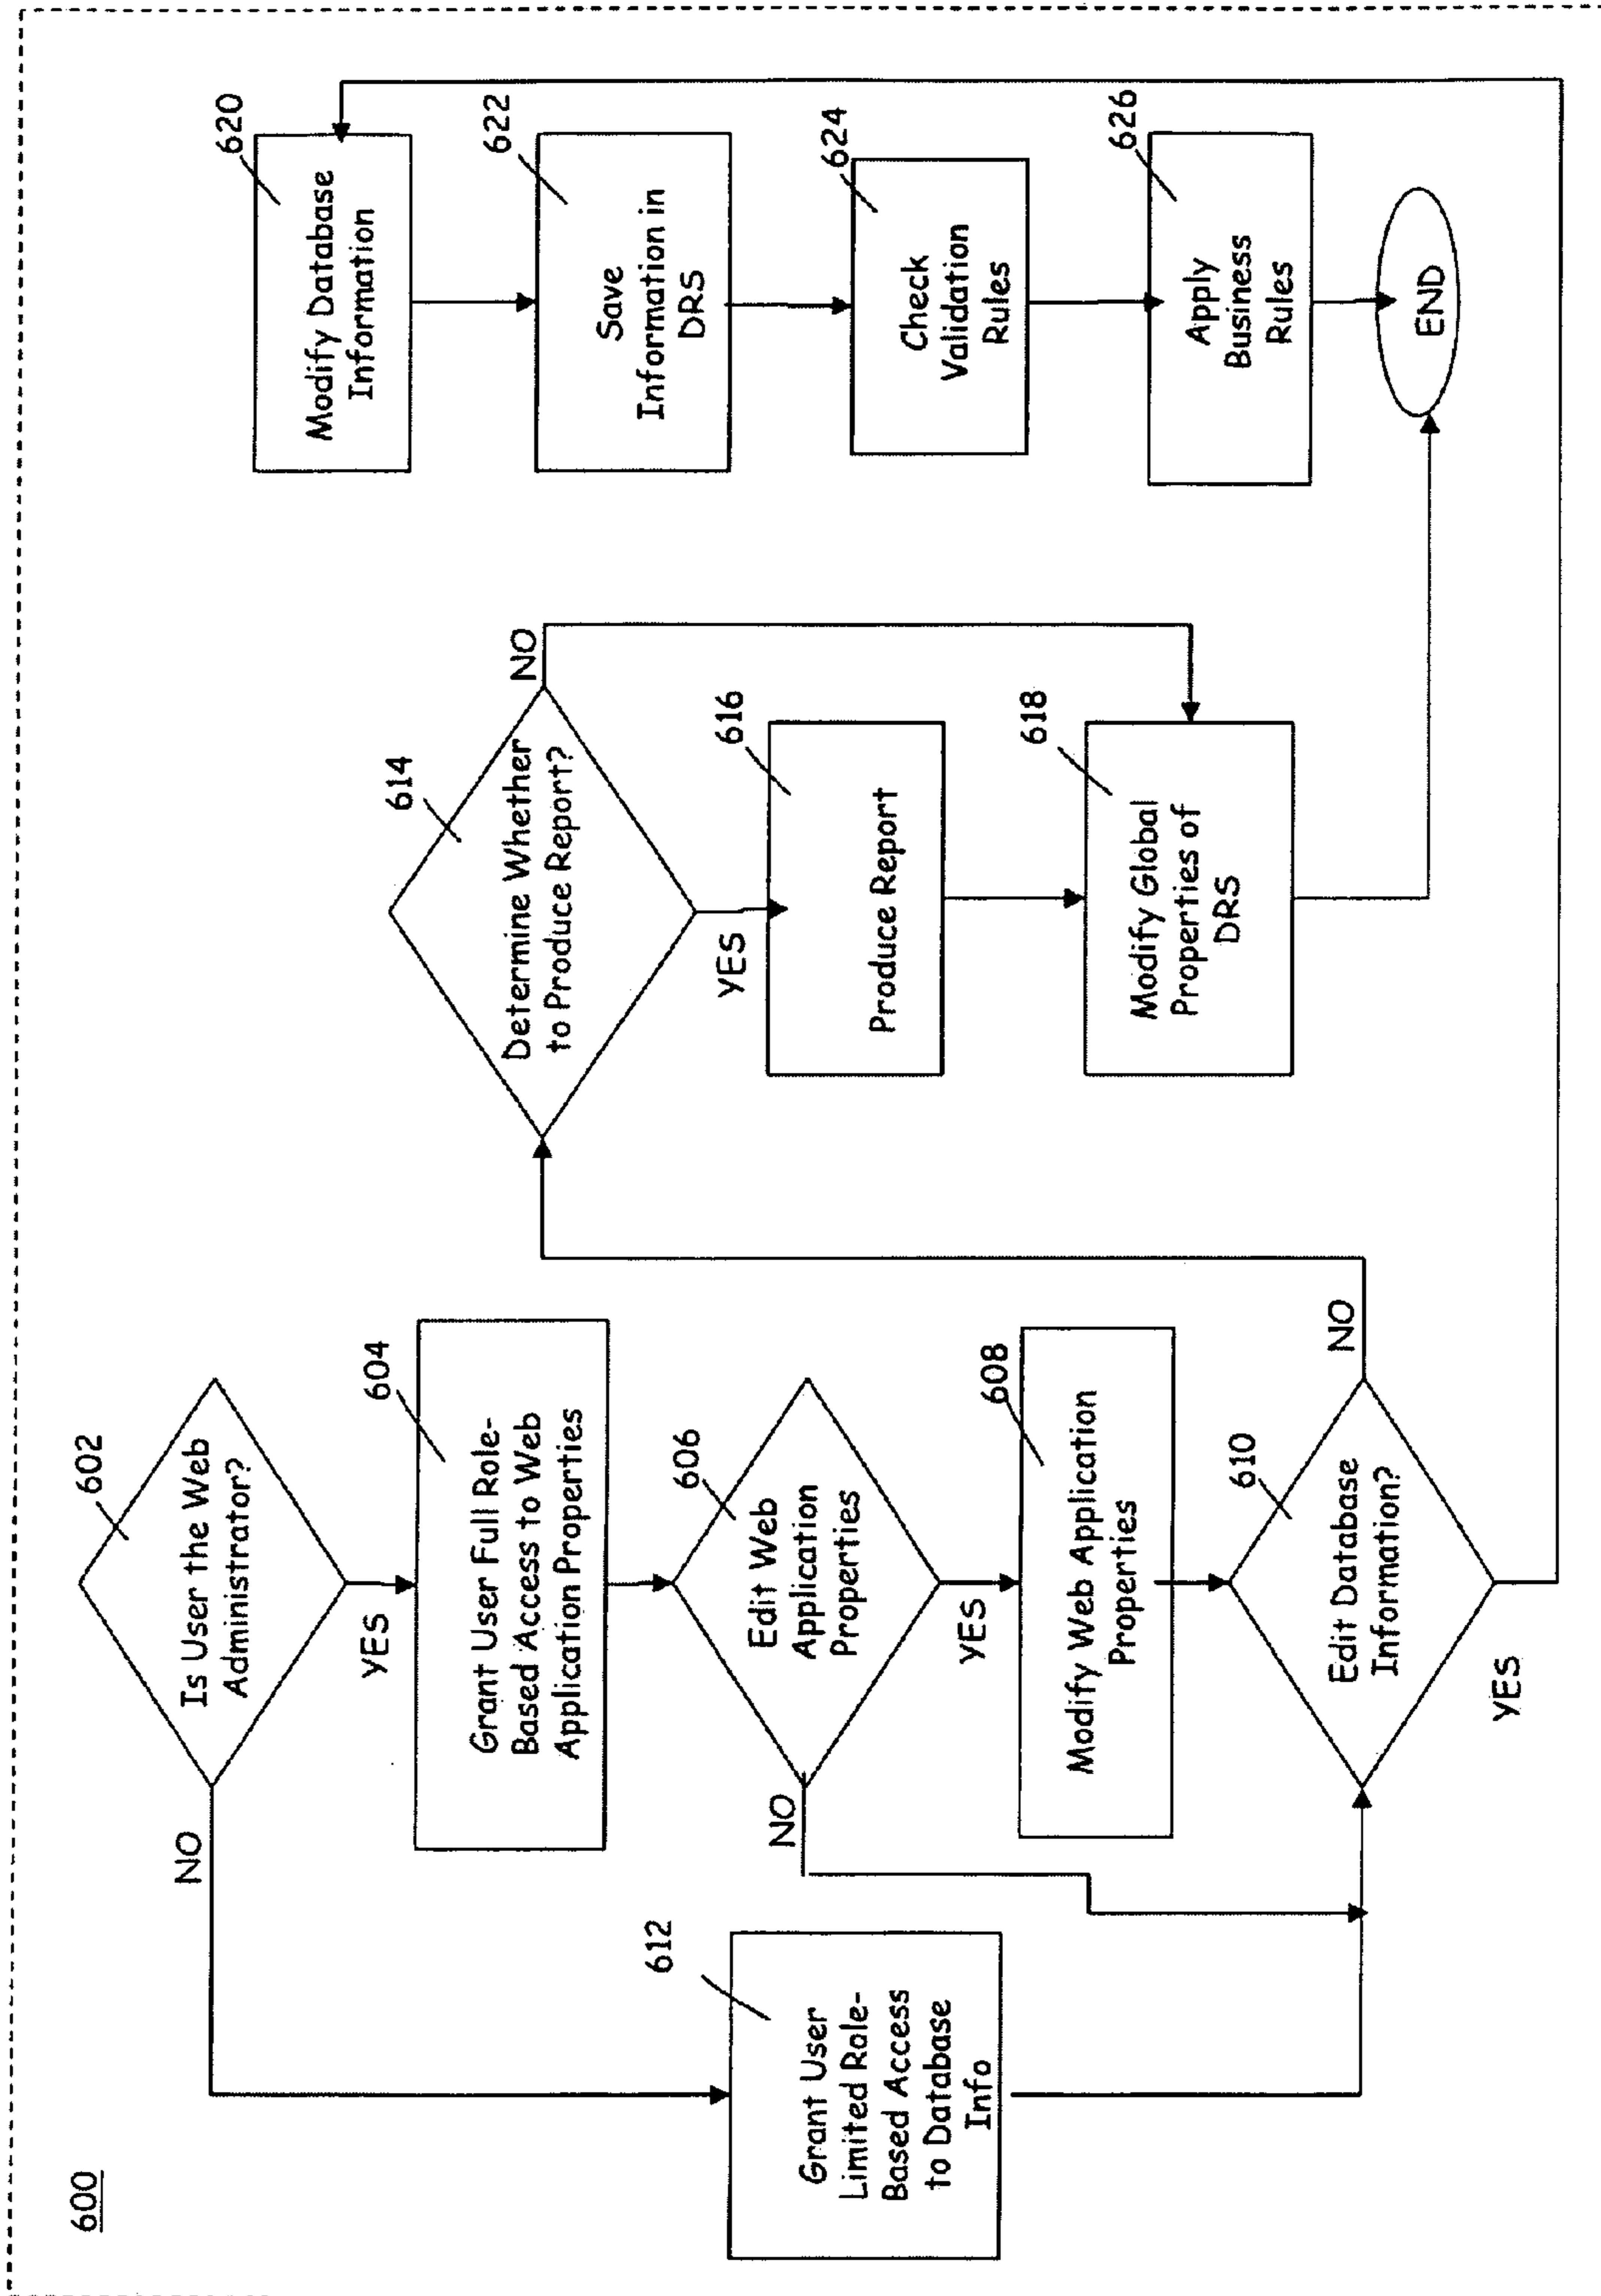 600
602
Is User the Web
Administrator?
NO
YES
604
Grant User Full Role-
Based Access to Web
Application Properties
606
Edit Web
Application
Properties
NO
YES
608
Modify Web Application
Properties
610
Edit Database
Information?
NO
YES
612
Grant User
Limited Role-
Based Access
to Database
Info
614
Determine Whether
to Produce Report?
NO
YES
616
Produce Report
618
Modify Global
Properties of
DRS
620
Modify Database
Information
622
Save
Information in
DRS
624
Check
Validation
Rules
626
Apply
Business
Rules
END